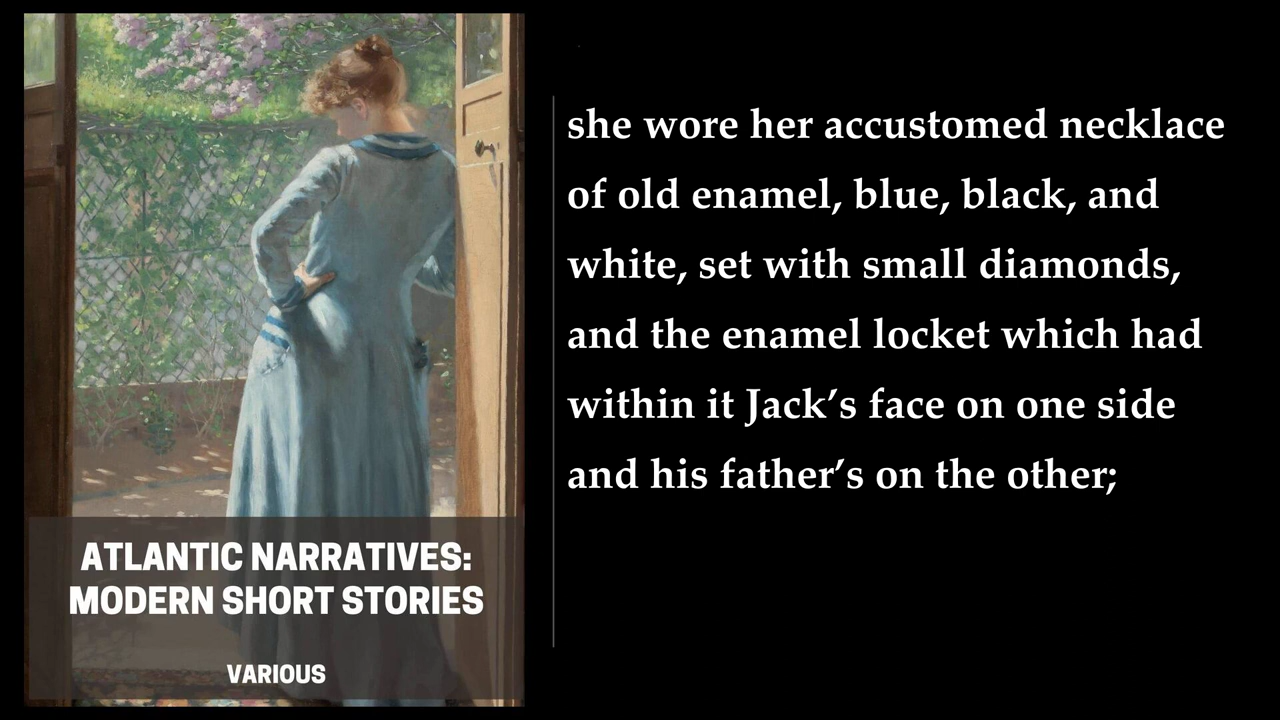 she wore her accustomed necklace
of old enamel, blue, black, and
white, set with small diamonds,
and the enamel locket which had
within it Jack’s face on one side
and his father’s on the other;
ATLANTIC NARRATIVES:
MODERN SHORT STORIES
VARIOUS